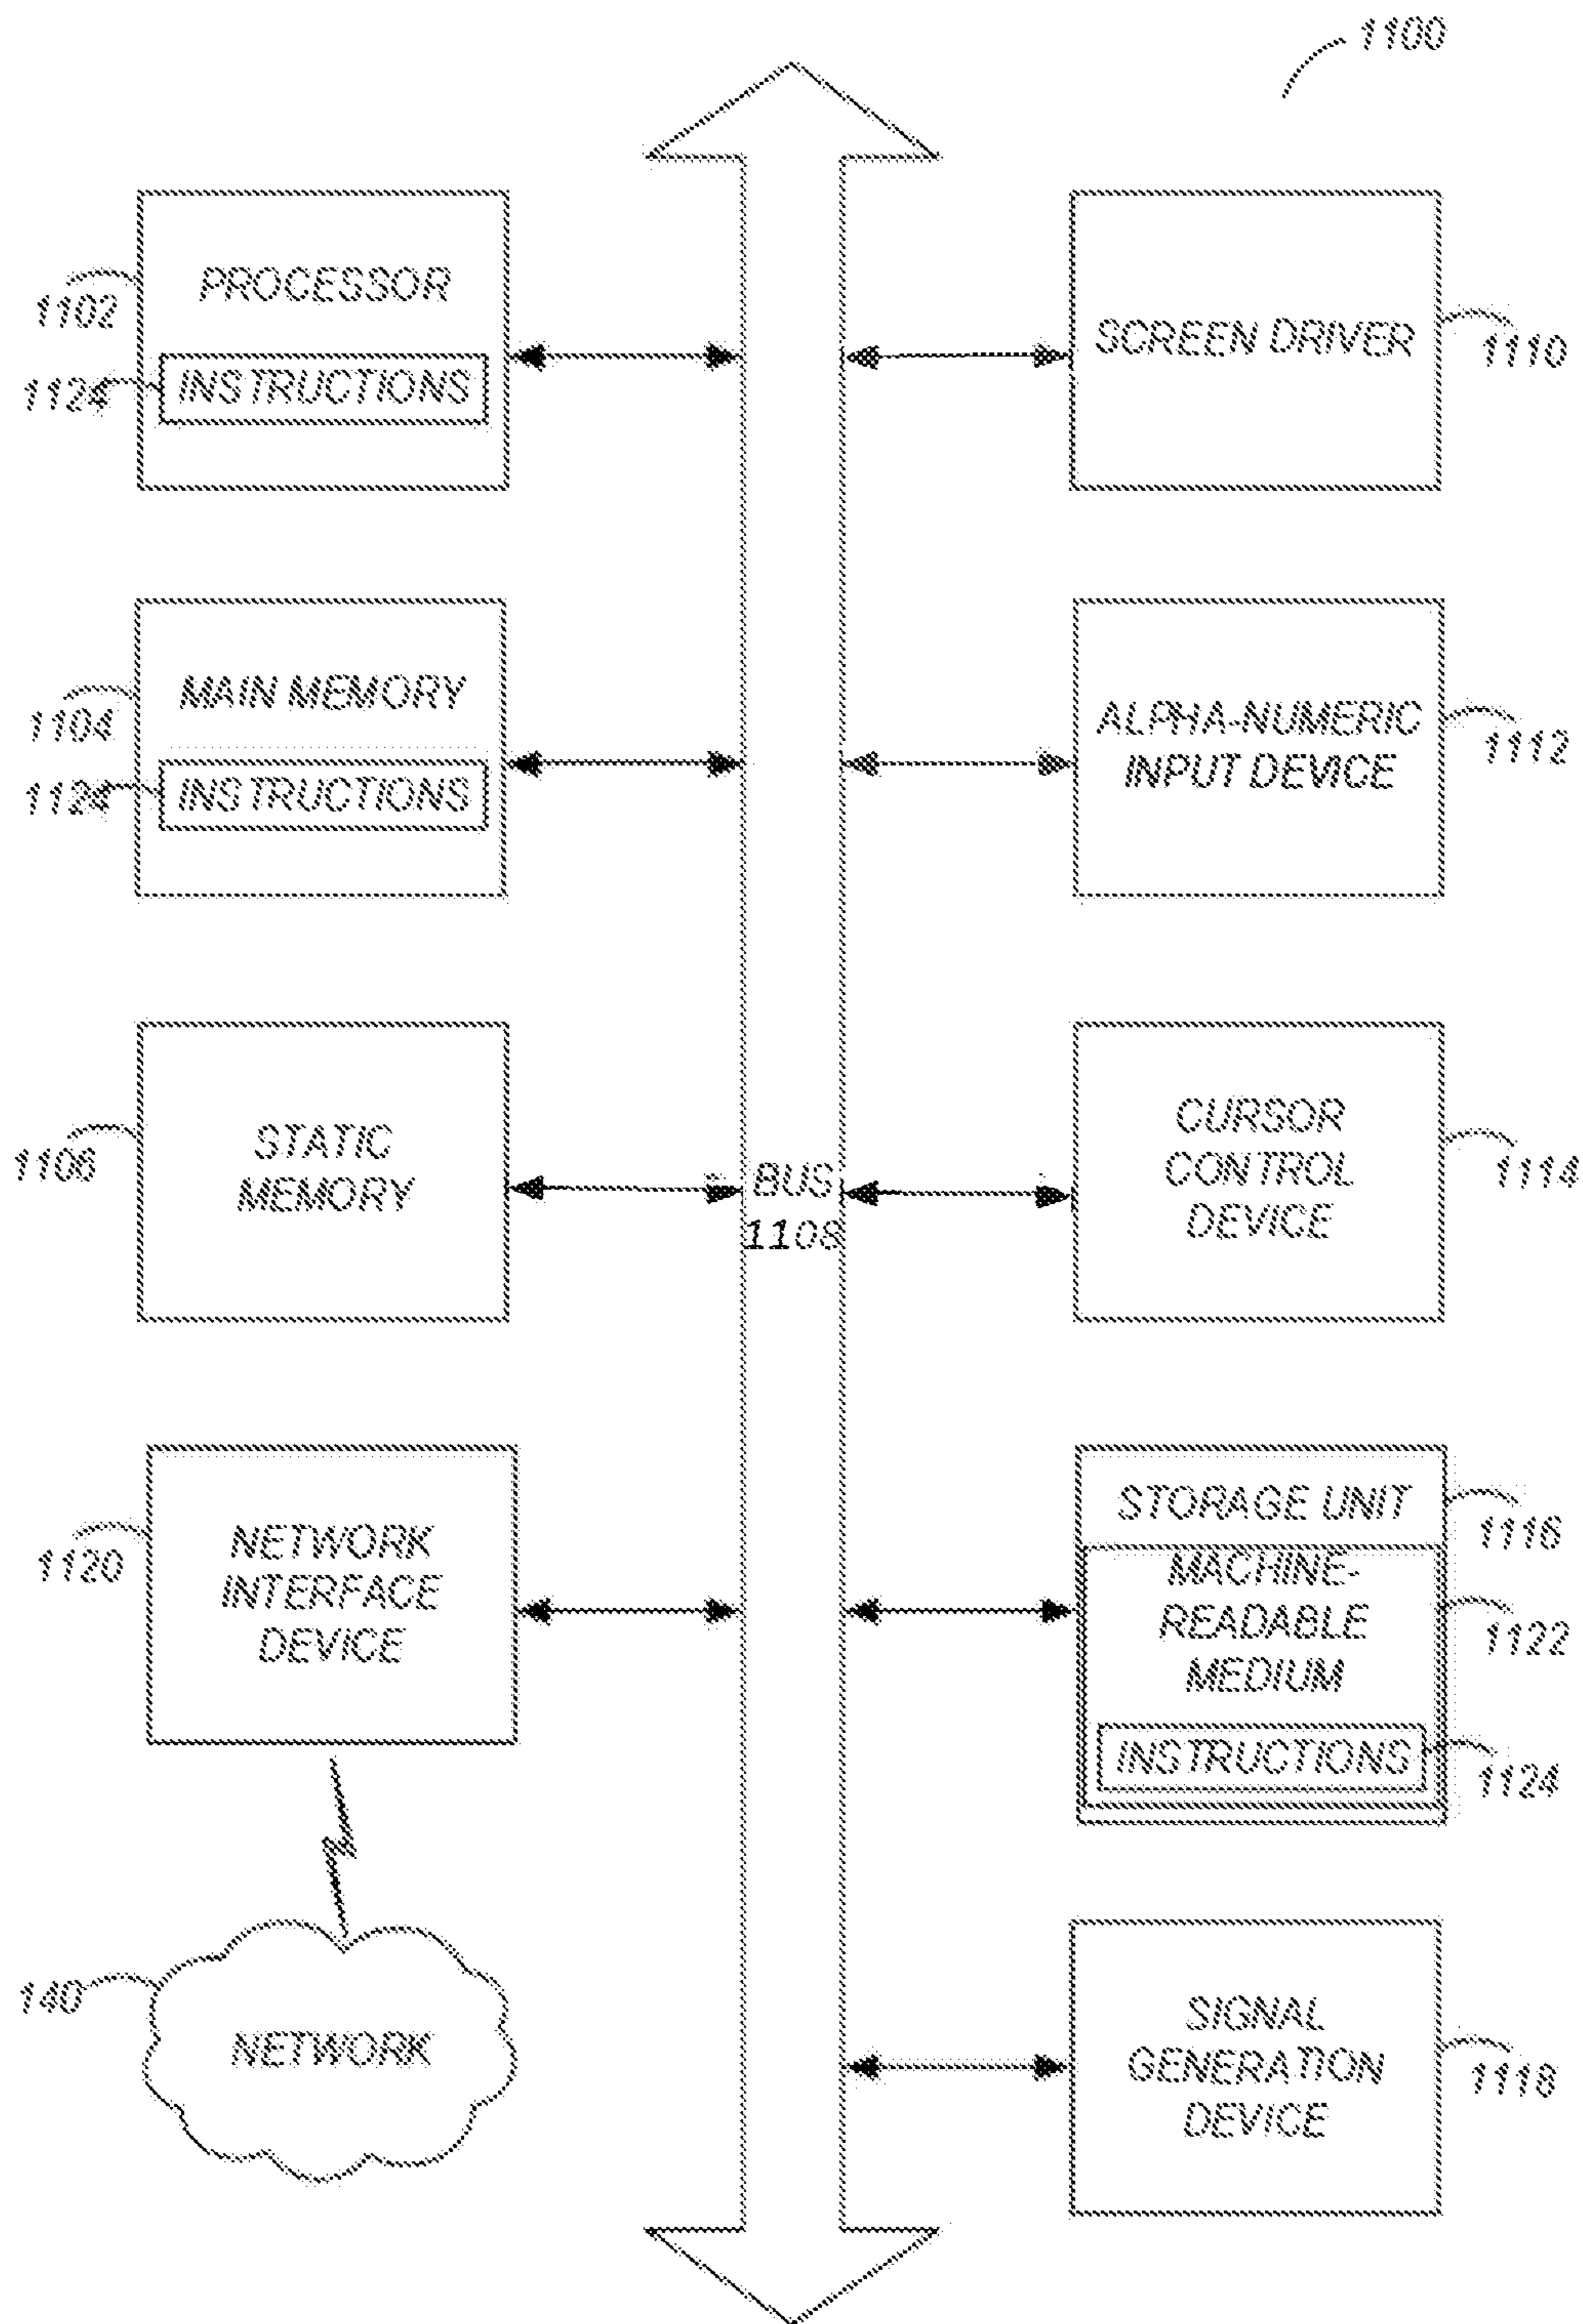 1100
PROCESSOR
1102
1124
INSTRUCTIONS
SCREEN DRIVER
1110
MAIN MEMORY
1104
1124
INSTRUCTIONS
ALPHA-NUMERIC
INPUT DEVICE
1112
STATIC
MEMORY
1106
BUS
1108
CURSOR
CONTROL
DEVICE
1114
NETWORK
INTERFACE
DEVICE
1120
STORAGE UNIT
1116
MACHINE-
READABLE
MEDIUM
1122
INSTRUCTIONS
1124
140
NETWORK
SIGNAL
GENERATION
DEVICE
1118